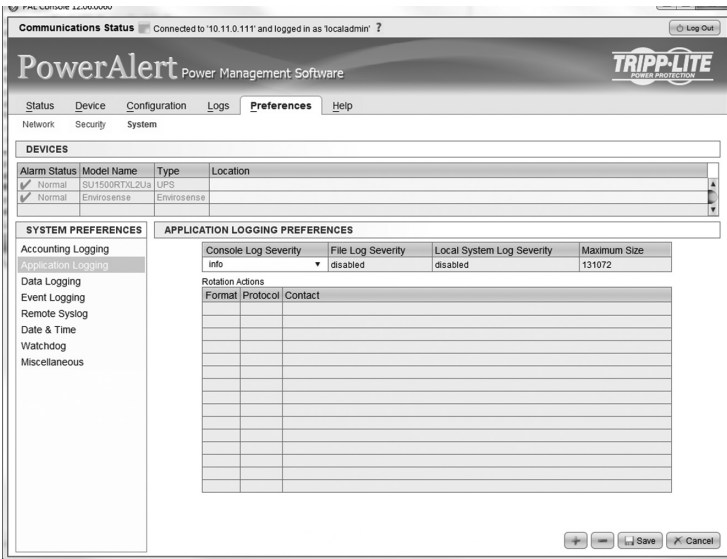 PAL Console 12.06.0060
Communications Status Connected to '10.11.0.111' and logged in as 'localadmin' ? Log Out
PowerAlert Power Management Software TRIPP·LITE
POWER PROTECTION
Status Device Configuration Logs Preferences Help
Network Security System
DEVICES
Alarm Status Model Name Type Location
Normal SU1500RTXL2Ua UPS
Normal Envirosense Envirosense
SYSTEM PREFERENCES APPLICATION LOGGING PREFERENCES
Accounting Logging
Application Logging
Data Logging
Event Logging
Remote Syslog
Date & Time
Watchdog
Miscellaneous
Console Log Severity File Log Severity Local System Log Severity Maximum Size
info disabled disabled 131072
Rotation Actions
Format Protocol Contact
Save Cancel